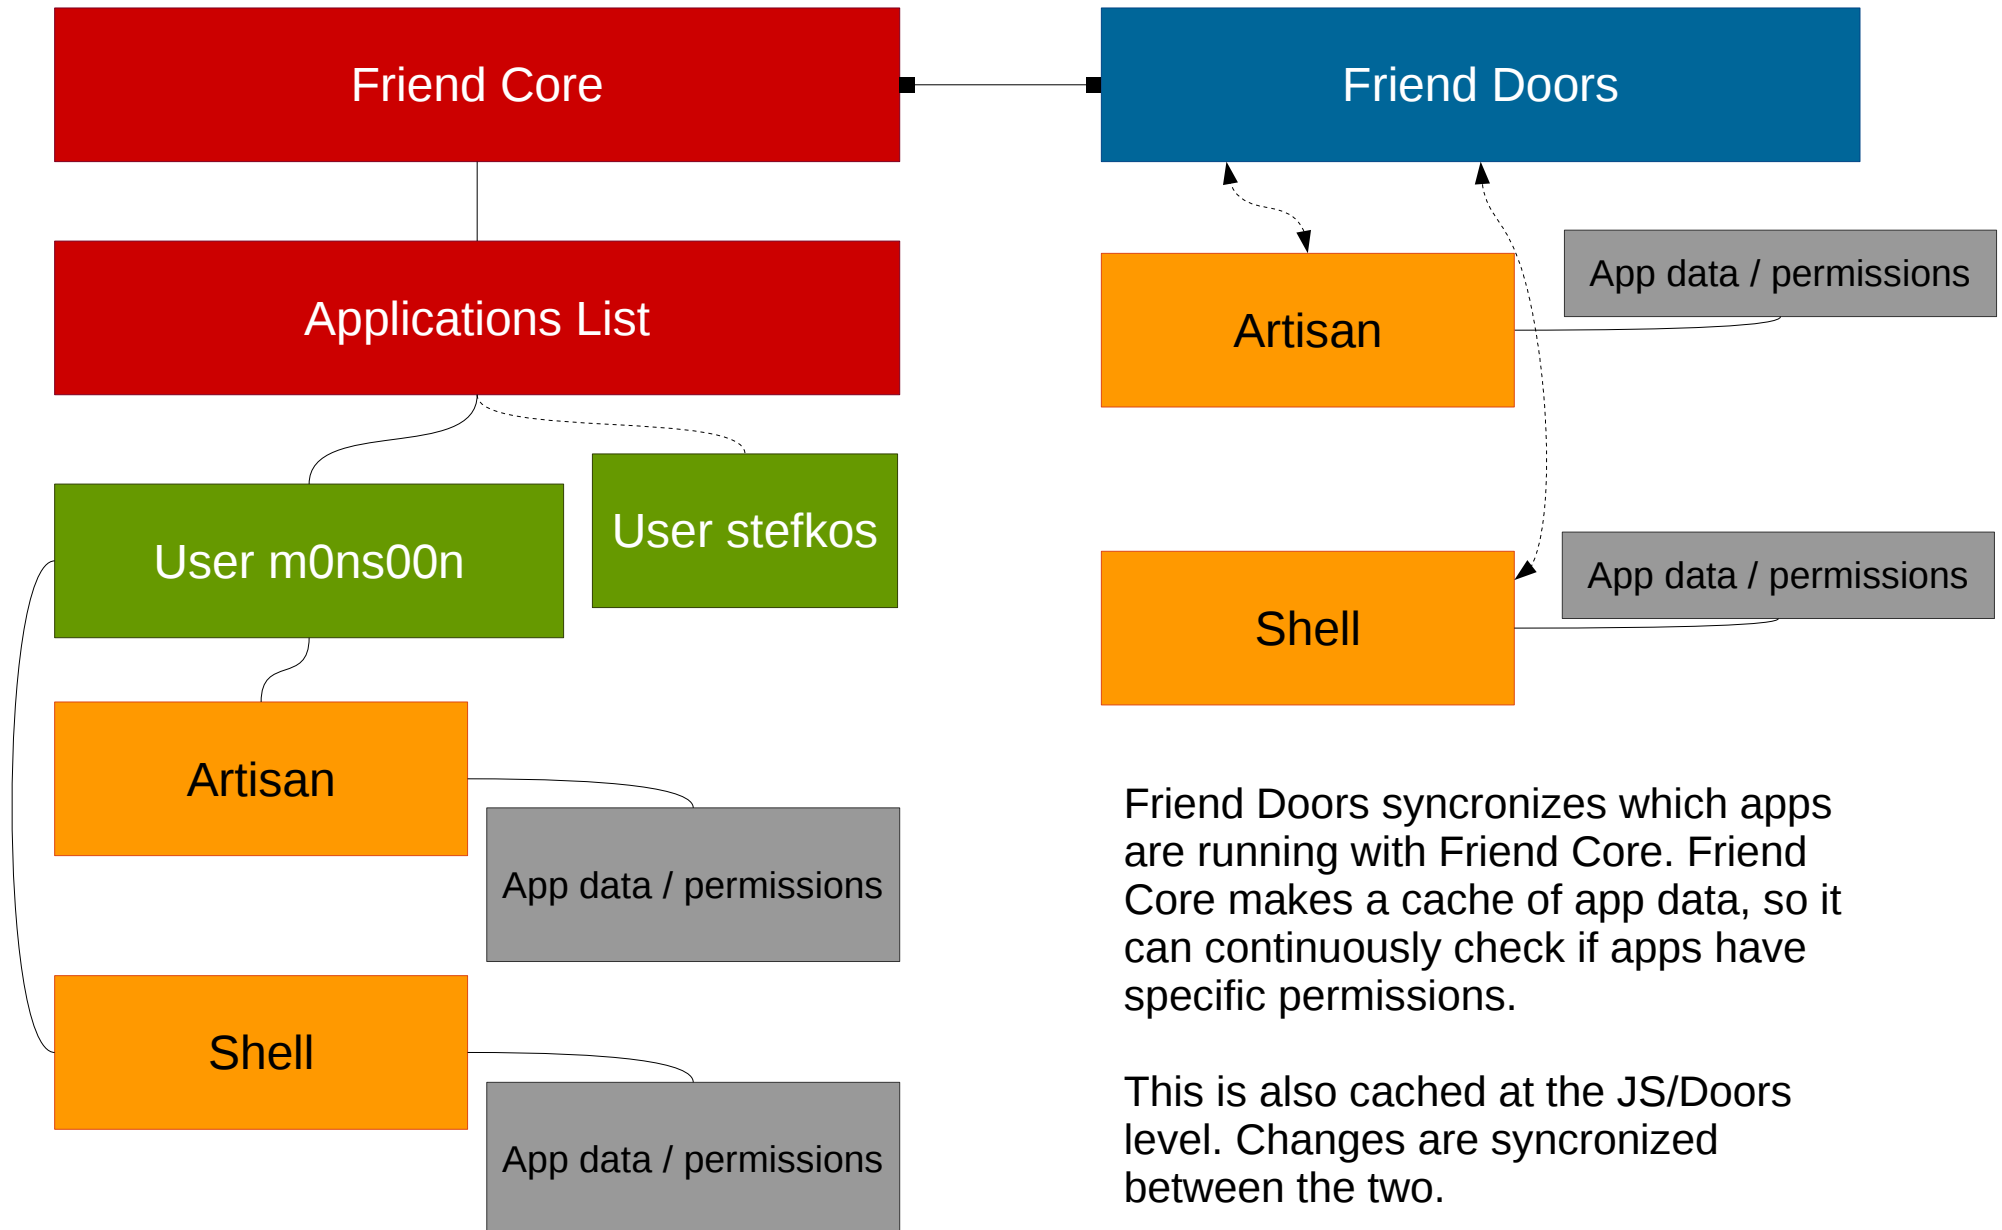 Friend Core
Friend Doors
Applications List
App data / permissions
Artisan
User m0ns00n
User stefkos
App data / permissions
Shell
Artisan
App data / permissions
Shell
App data / permissions
Friend Doors syncronizes which apps
are running with Friend Core. Friend
Core makes a cache of app data, so it
can continuously check if apps have
specific permissions.
This is also cached at the JS/Doors
level. Changes are syncronized
between the two.